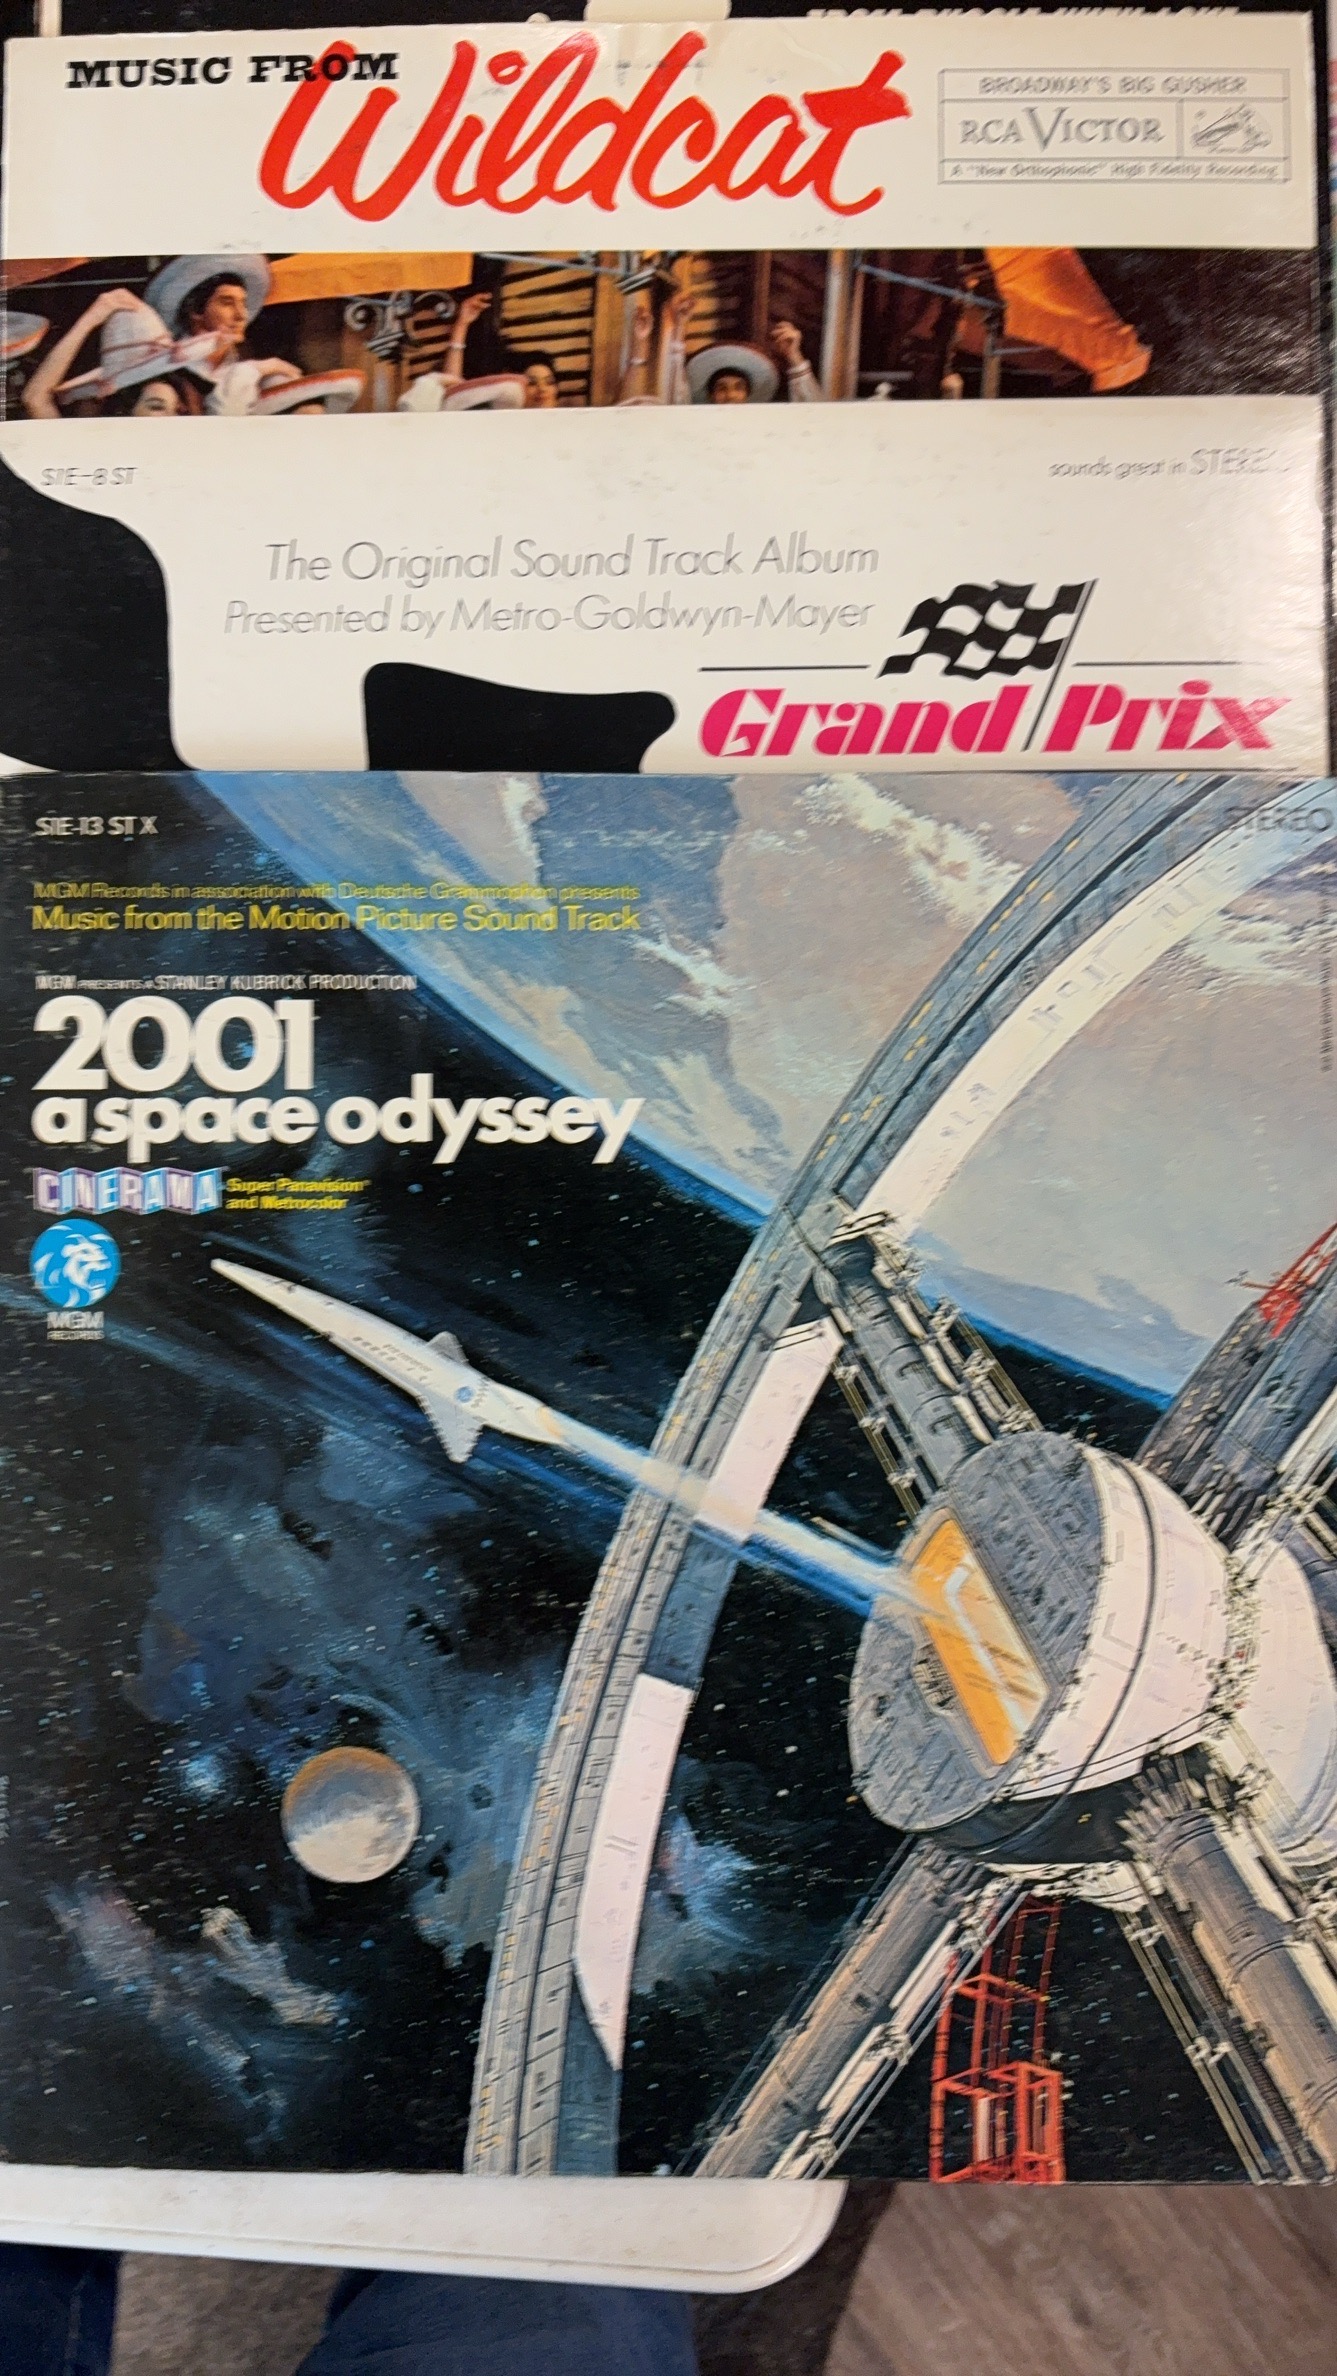 MUSIC FROM
Wildcat
BROADWAY'S BIG GUSHER
RCA VICTOR
A "New Orthophonic" High Fidelity Recording
S1E-8 ST
sounds great in STEREO
The Original Sound Track Album
Presented by Metro-Goldwyn-Mayer
Grand Prix
S1E-13 ST X
STEREO
MGM Records in association with Deutsche Grammophon presents
Music from the Motion Picture Sound Track
MGM PRESENTS A STANLEY KUBRICK PRODUCTION
2001
a space odyssey
CINERAMA Super Panavision®
and Metrocolor
MGM
RECORDS